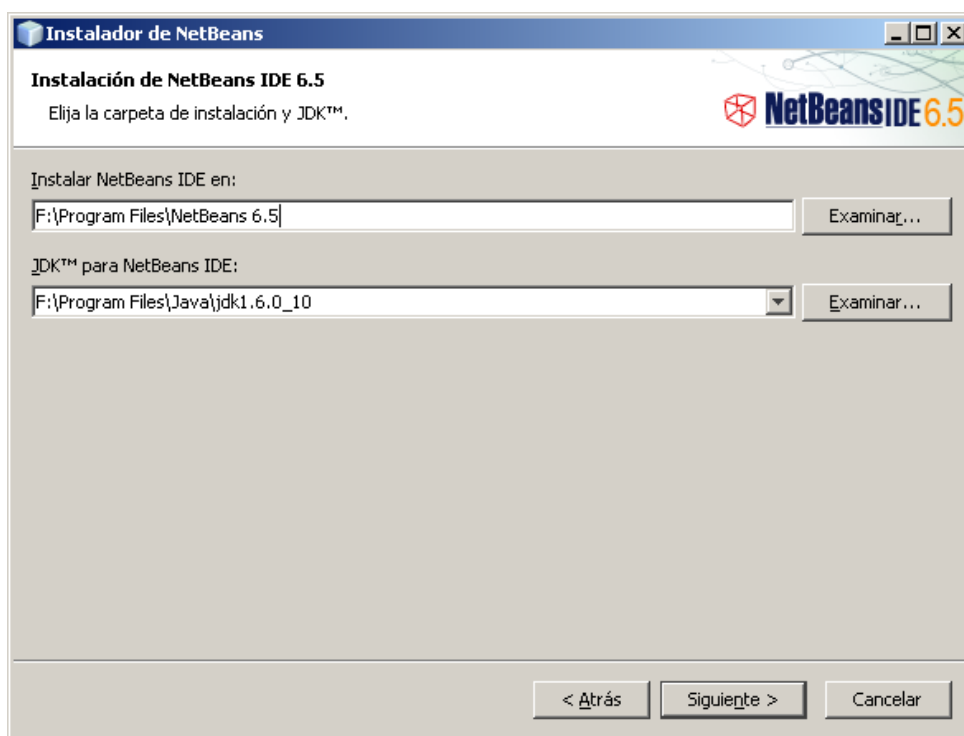 Instalador de NetBeans
Instalación de NetBeans IDE 6.5
Elija la carpeta de instalación y JDK™.
NetBeans IDE 6.5
Instalar NetBeans IDE en:
F:\Program Files\NetBeans 6.5
Examinar...
JDK™ para NetBeans IDE:
F:\Program Files\Java\jdk1.6.0_10
Examinar...
< Atrás
Siguiente >
Cancelar